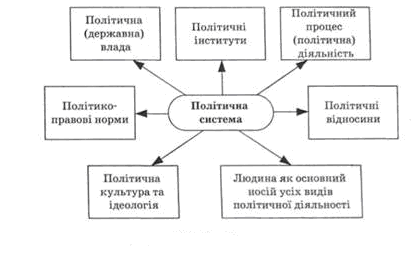 Політична
(державна)
влада
Політичні
інститути
Політичний
процес
(політична)
діяльність
Політико-
правові норми
Політична
система
Політичні
відносини
Політична
культура та
ідеологія
Людина як основний
носій усіх видів
політичної діяльності